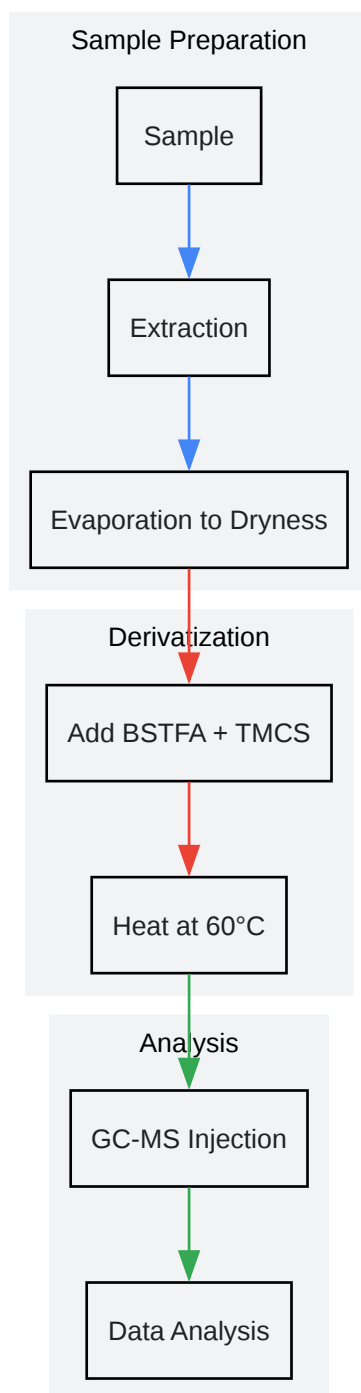 Sample Preparation
Sample
Extraction
Evaporation to Dryness
Derivatization
Add BSTFA + TMCS
Heat at 60°C
Analysis
GC-MS Injection
Data Analysis